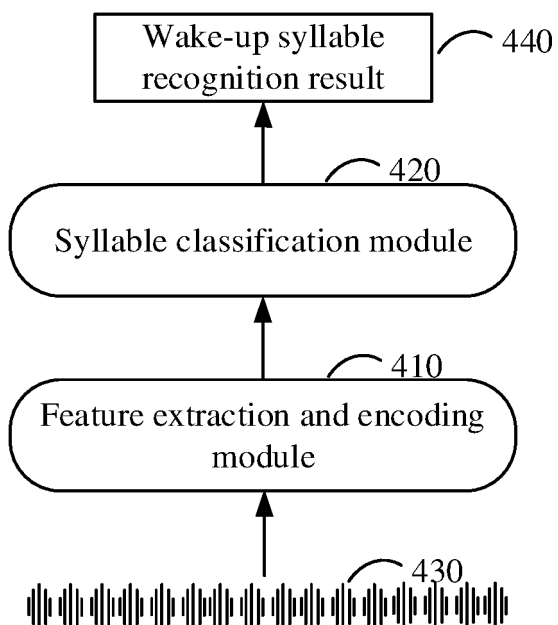 Wake-up syllable
recognition result
440
420
Syllable classification module
410
Feature extraction and encoding
module
430